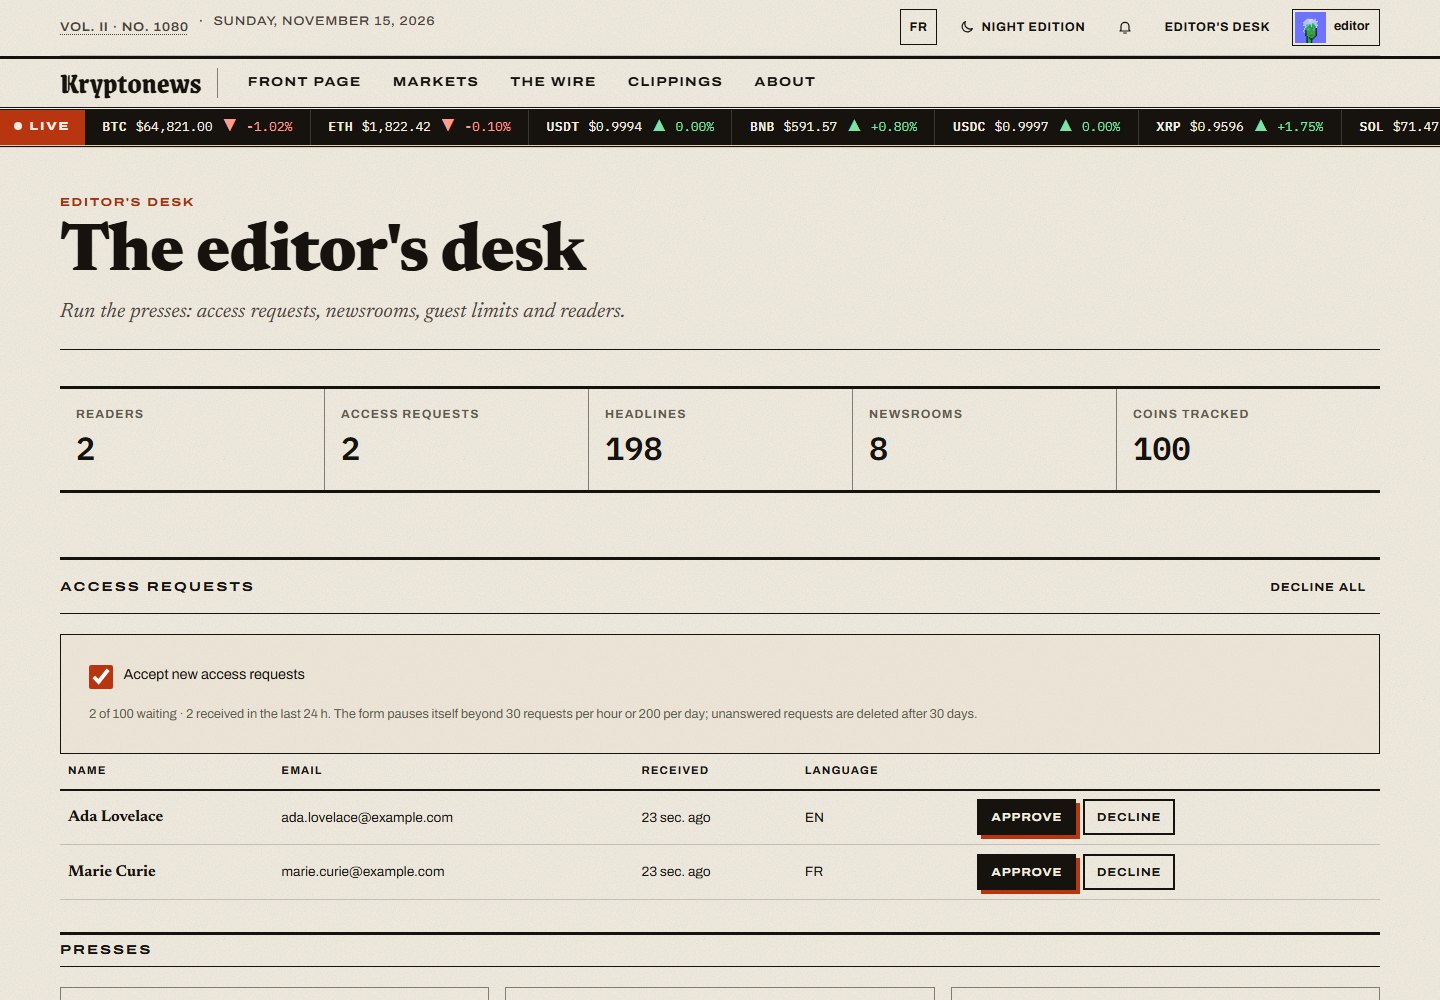 VOL. II · NO. 1080 · SUNDAY, NOVEMBER 15, 2026 FR NIGHT EDITION EDITOR'S DESK editor
Kryptonews FRONT PAGE MARKETS THE WIRE CLIPPINGS ABOUT
LIVE BTC $64,821.00 ▼ -1.02% ETH $1,822.42 ▼ -0.10% USDT $0.9994 ▲ 0.00% BNB $591.57 ▲ +0.80% USDC $0.9997 ▲ 0.00% XRP $0.9596 ▲ +1.75% SOL $71.47
EDITOR'S DESK
The editor's desk
Run the presses: access requests, newsrooms, guest limits and readers.
READERS ACCESS REQUESTS HEADLINES NEWSROOMS COINS TRACKED
2 2 198 8 100
ACCESS REQUESTS DECLINE ALL
Accept new access requests
2 of 100 waiting · 2 received in the last 24 h. The form pauses itself beyond 30 requests per hour or 200 per day; unanswered requests are deleted after 30 days.
NAME EMAIL RECEIVED LANGUAGE
Ada Lovelace ada.lovelace@example.com 23 sec. ago EN APPROVE DECLINE
Marie Curie marie.curie@example.com 23 sec. ago FR APPROVE DECLINE
PRESSES